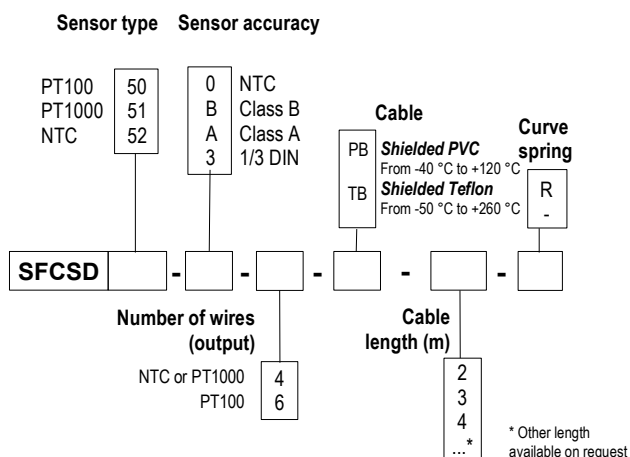 Sensor type Sensor accuracy
PT100 50
PT1000 51
NTC 52
0 NTC
B Class B
A Class A
3 1/3 DIN
Cable
PB Shielded PVC
From -40 °C to +120 °C
TB Shielded Teflon
From -50 °C to +260 °C
Curve
spring
R
-
SFCSD - - - - -
Number of wires
(output)
NTC or PT1000 4
PT100 6
Cable
length (m)
2
3
4
...*
* Other length
available on request